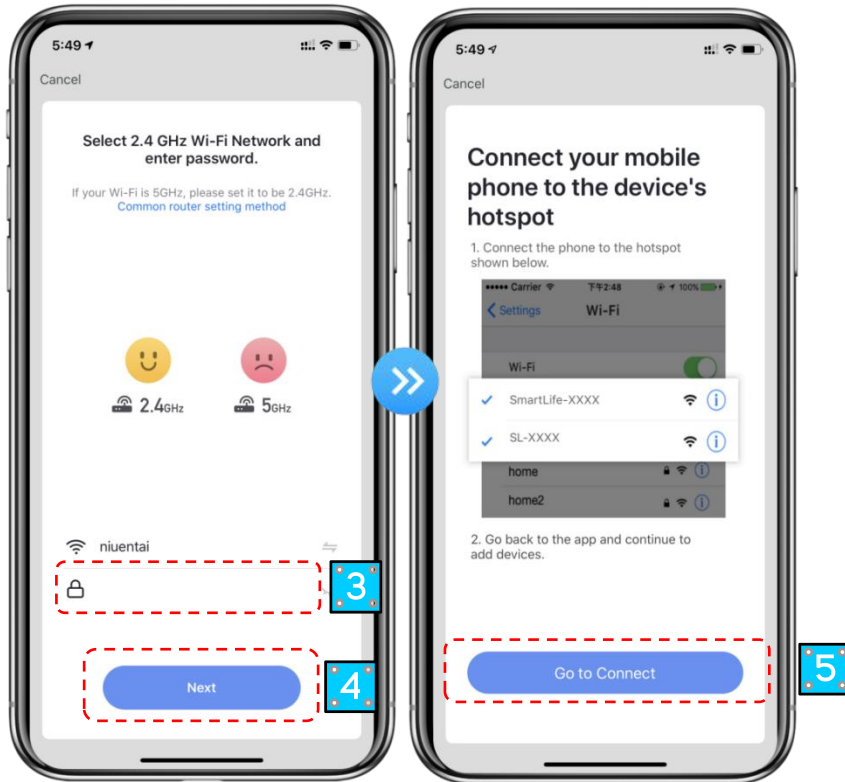 5:49
Cancel
Select 2.4 GHz Wi-Fi Network and
enter password.
If your Wi-Fi is 5GHz, please set it to be 2.4GHz.
Common router setting method
2.4GHz
5GHz
niuentai
3
Next
4
5:49
Cancel
Connect your mobile
phone to the device's
hotspot
1. Connect the phone to the hotspot
shown below.
Carrier 下午2:48 100%
Settings Wi-Fi
Wi-Fi
SmartLife-XXXX
SL-XXXX
home
home2
2. Go back to the app and continue to
add devices.
Go to Connect
5